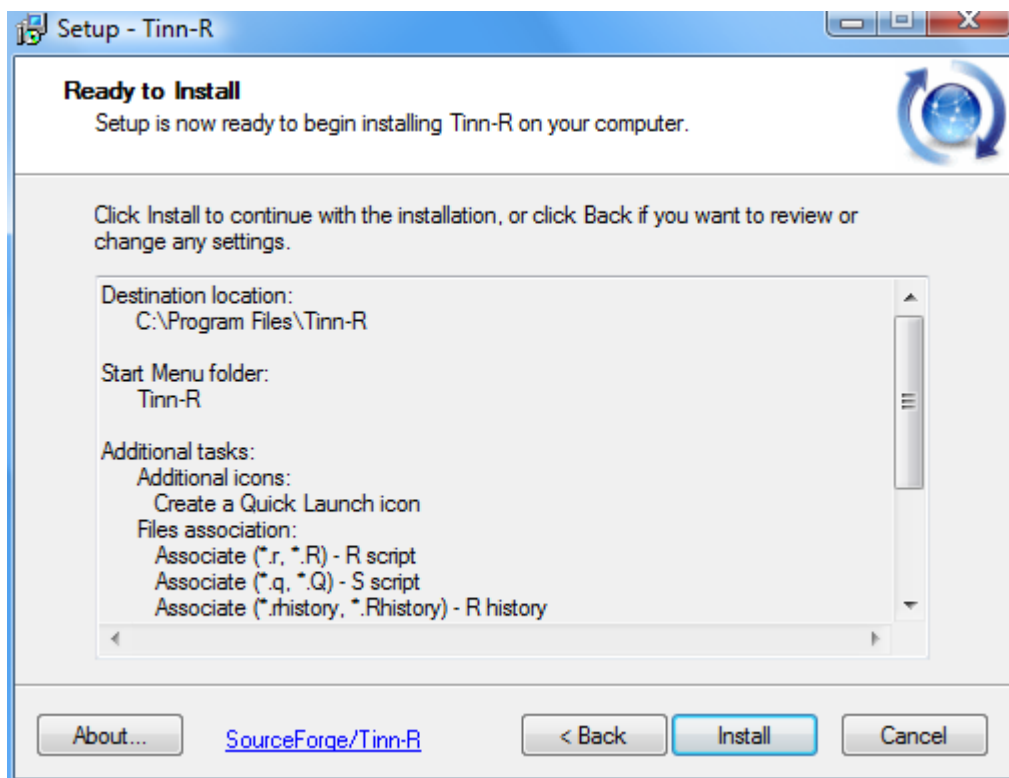 Setup - Tinn-R
Ready to Install
Setup is now ready to begin installing Tinn-R on your computer.
Click Install to continue with the installation, or click Back if you want to review or
change any settings.
Destination location:
C:\Program Files\Tinn-R
Start Menu folder:
Tinn-R
Additional tasks:
Additional icons:
Create a Quick Launch icon
Files association:
Associate (*.r, *.R) - R script
Associate (*.q, *.Q) - S script
Associate (*.rhistory, *.Rhistory) - R history
About... SourceForge/Tinn-R < Back Install Cancel